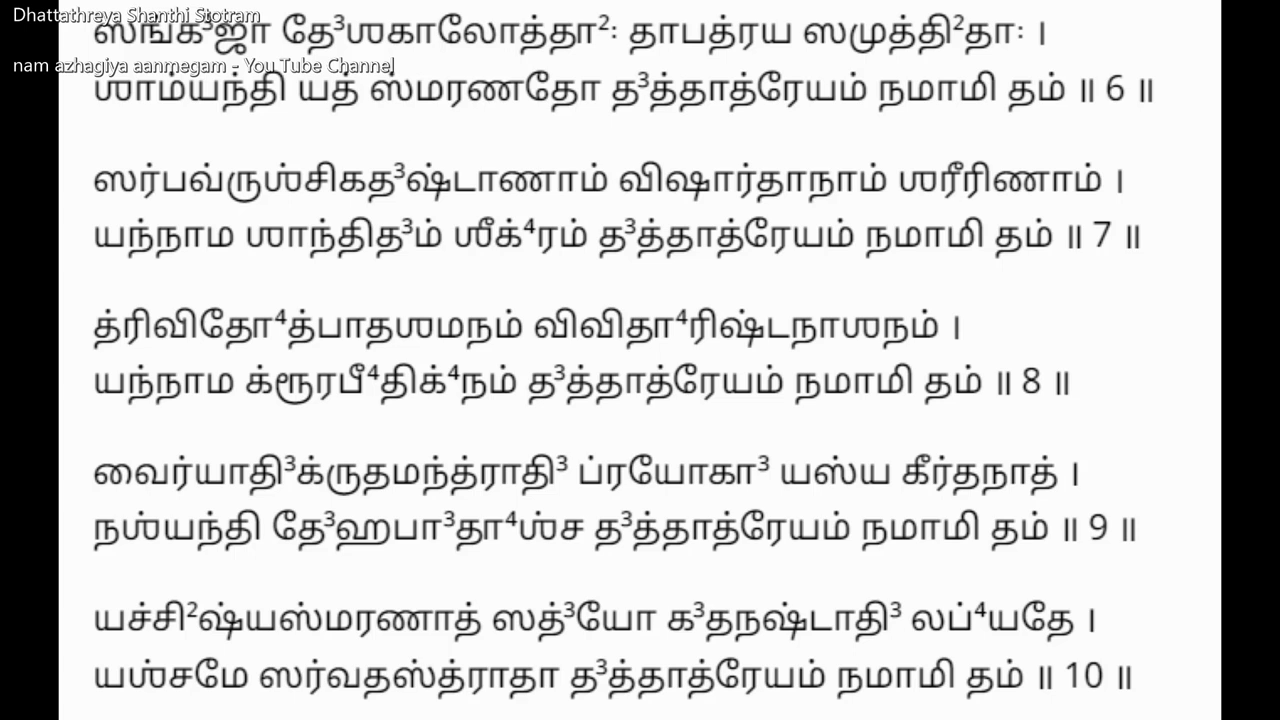 Dhattathreya Shanthi Stotram
ஸங்க³ஜா தே³ஶகாலோத்தா²: தாபத்ரய ஸமுத்தி²தா: ।
nam azhagiya aanmegam - You Tube Channel
ஶாம்யந்தி யத் ஸ்மரணதோ த³த்தாத்ரேயம் நமாமி தம் ॥ 6 ॥
ஸர்பவ்ருஶ்சிகத³ஷ்டாணாம் விஷார்தாநாம் ஶரீரிணாம் ।
யந்நாம ஶாந்தித³ம் ஶீக்⁴ரம் த³த்தாத்ரேயம் நமாமி தம் ॥ 7 ॥
த்ரிவிதோ⁴த்பாதஶமநம் விவிதா⁴ரிஷ்டநாஶநம் ।
யந்நாம க்ரூரபீ⁴திக்⁴நம் த³த்தாத்ரேயம் நமாமி தம் ॥ 8 ॥
வைர்யாதி³க்ருதமந்த்ராதி³ ப்ரயோகா³ யஸ்ய கீர்தநாத் ।
நஶ்யந்தி தே³ஹபா³தா⁴ஶ்ச த³த்தாத்ரேயம் நமாமி தம் ॥ 9 ॥
யச்சி²ஷ்யஸ்மரணாத் ஸத்³யோ க³தநஷ்டாதி³ லப்⁴யதே ।
யஶ்சமே ஸர்வதஸ்த்ராதா த³த்தாத்ரேயம் நமாமி தம் ॥ 10 ॥